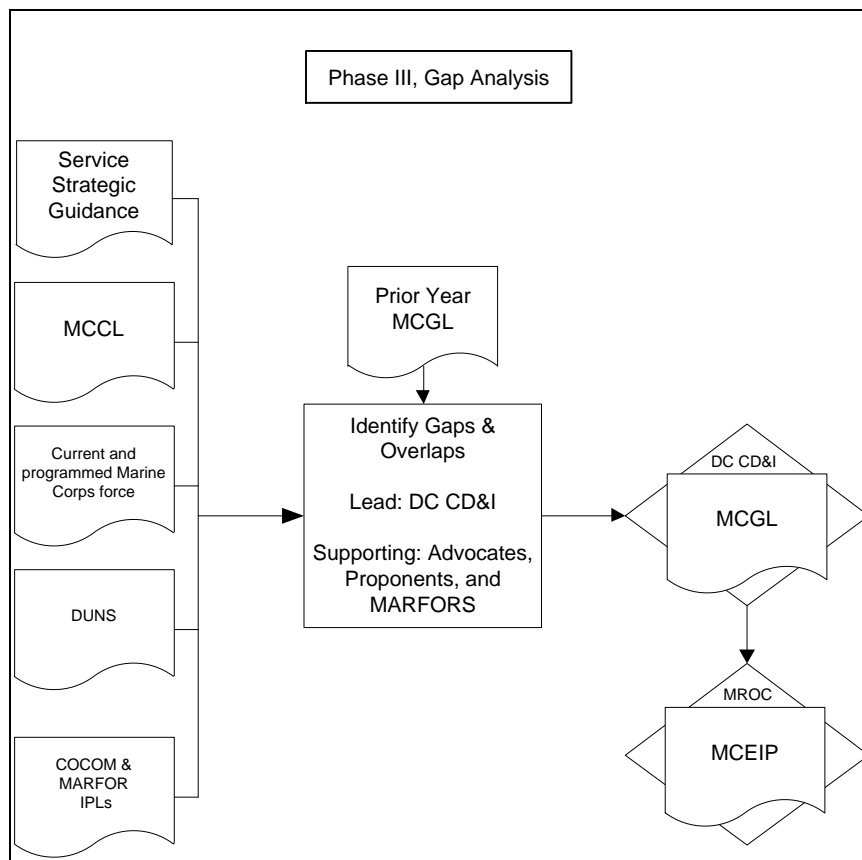 Phase III, Gap Analysis
Service
Strategic
Guidance
MCCL
Current and
programmed Marine
Corps force
DUNS
COCOM &
MARFOR
IPLs
Prior Year
MCGL
Identify Gaps &
Overlaps
Lead: DC CD&I
Supporting: Advocates,
Proponents, and
MARFORS
DC CD&I
MCGL
MROC
MCEIP